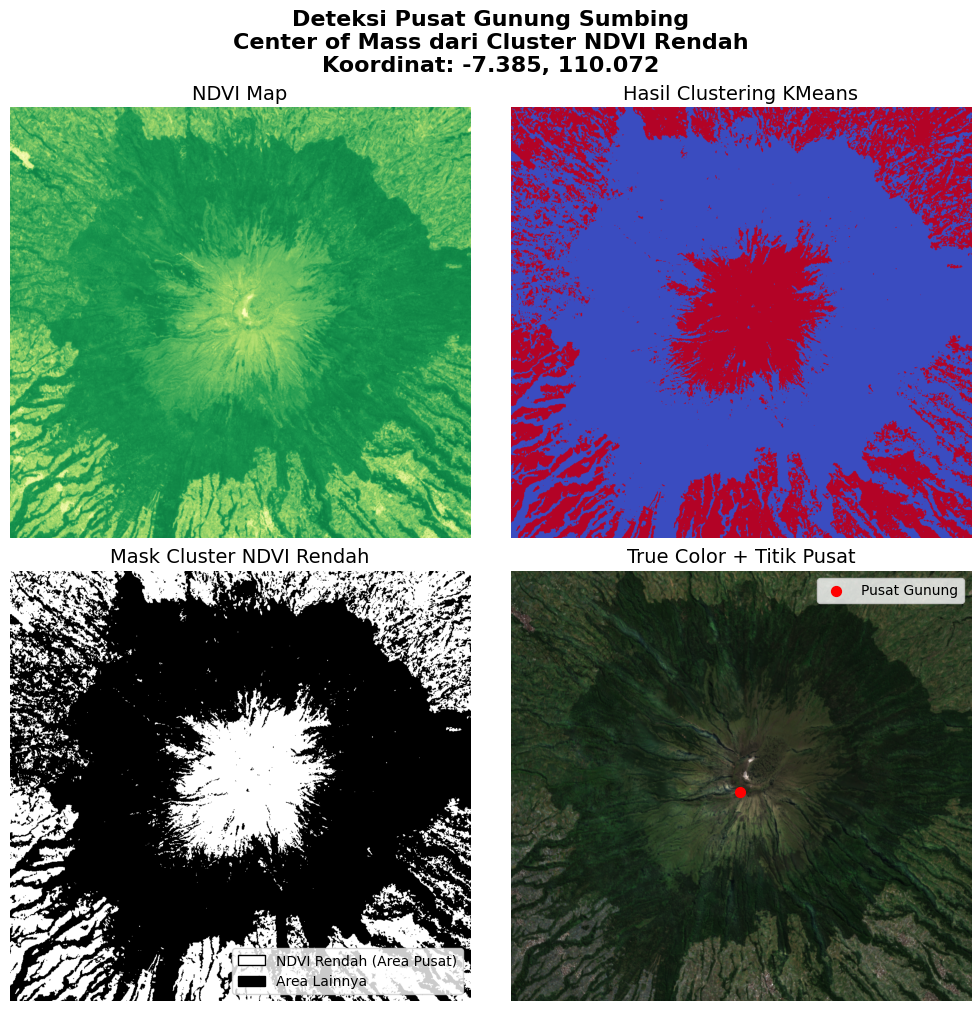 Deteksi Pusat Gunung Sumbing
Center of Mass dari Cluster NDVI Rendah
Koordinat: -7.385, 110.072
NDVI Map
Hasil Clustering KMeans
Mask Cluster NDVI Rendah
True Color + Titik Pusat
Pusat Gunung
NDVI Rendah (Area Pusat)
Area Lainnya